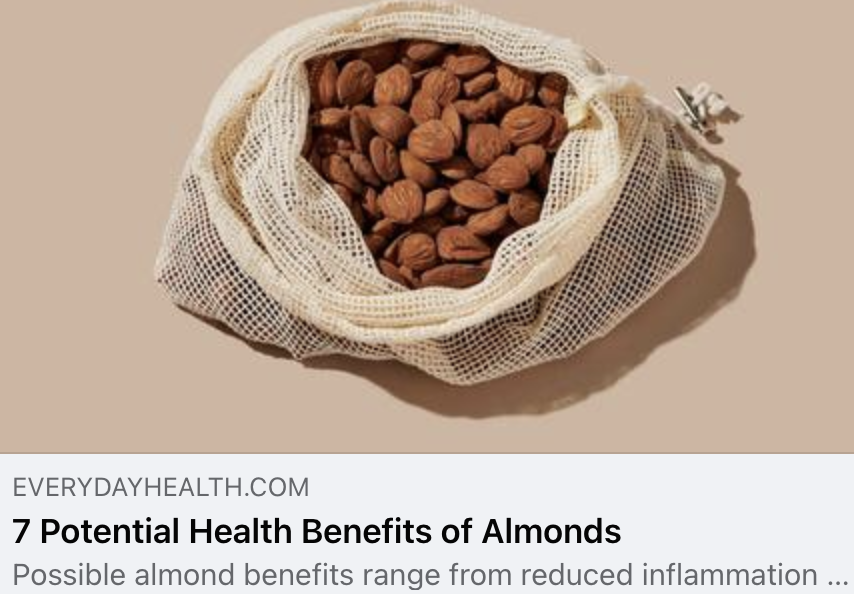 EVERYDAYHEALTH.COM
7 Potential Health Benefits of Almonds
Possible almond benefits range from reduced inflammation ...